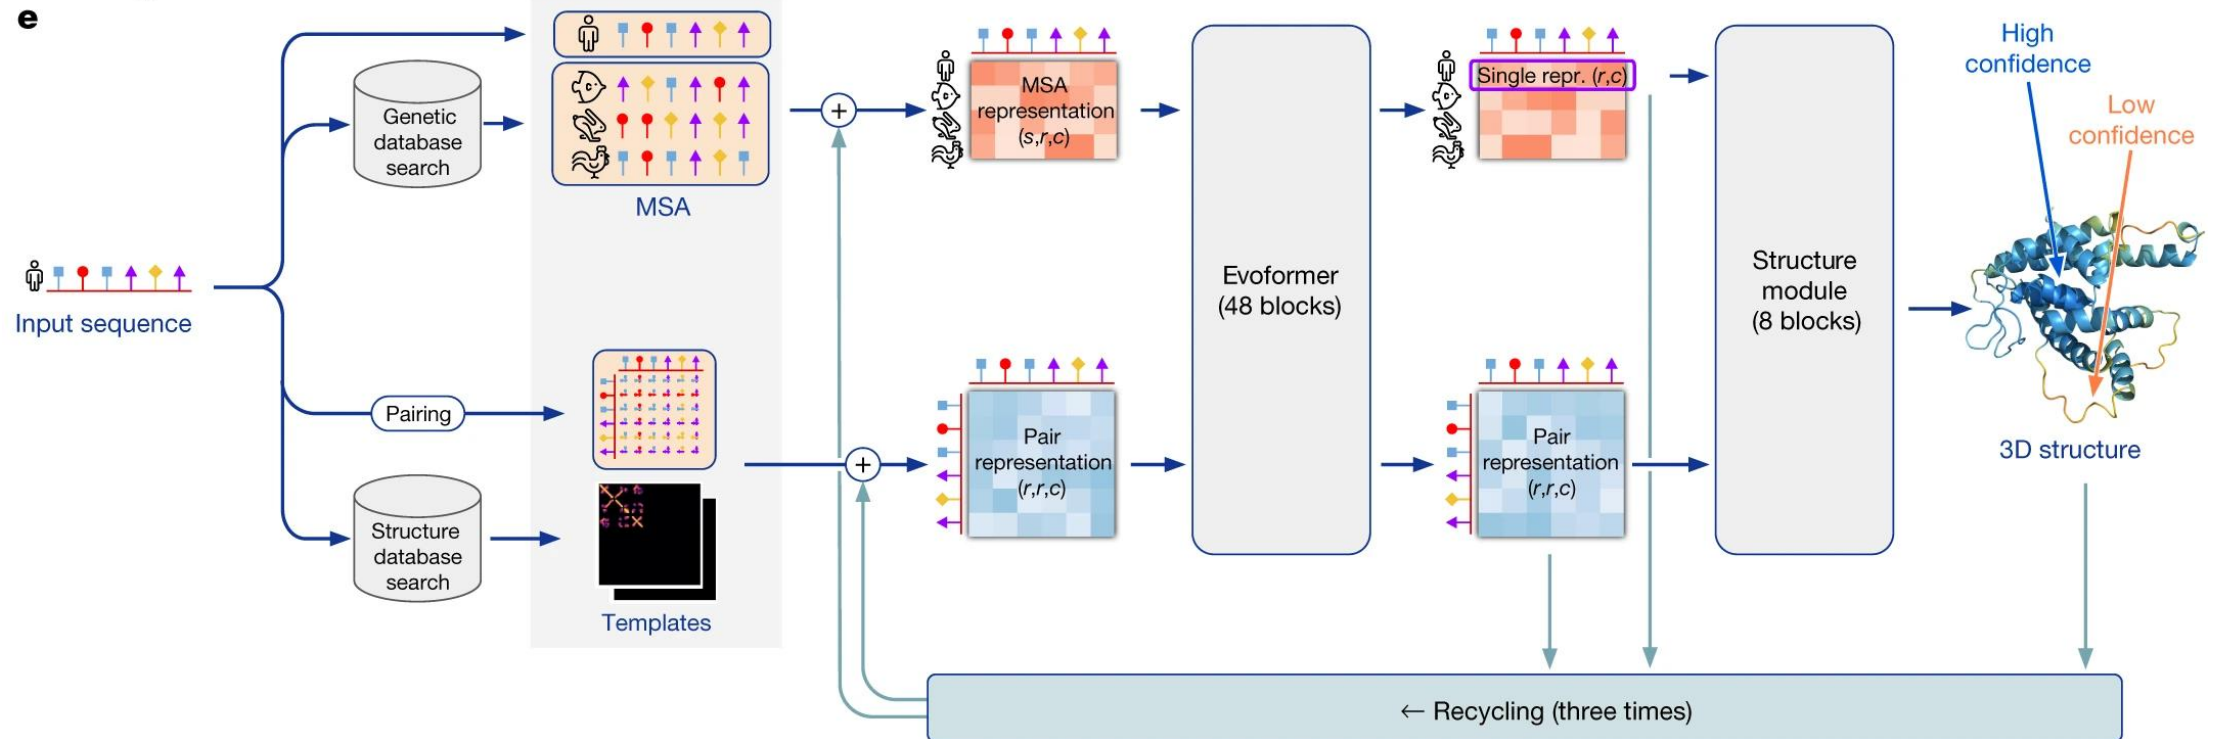 e
Input sequence
Genetic
database
search
Pairing
Structure
database
search
MSA
Templates
+
+
MSA
representation
(s,r,c)
Pair
representation
(r,r,c)
Evoformer
(48 blocks)
Single repr. (r,c)
Pair
representation
(r,r,c)
Structure
module
(8 blocks)
High
confidence
Low
confidence
3D structure
← Recycling (three times)